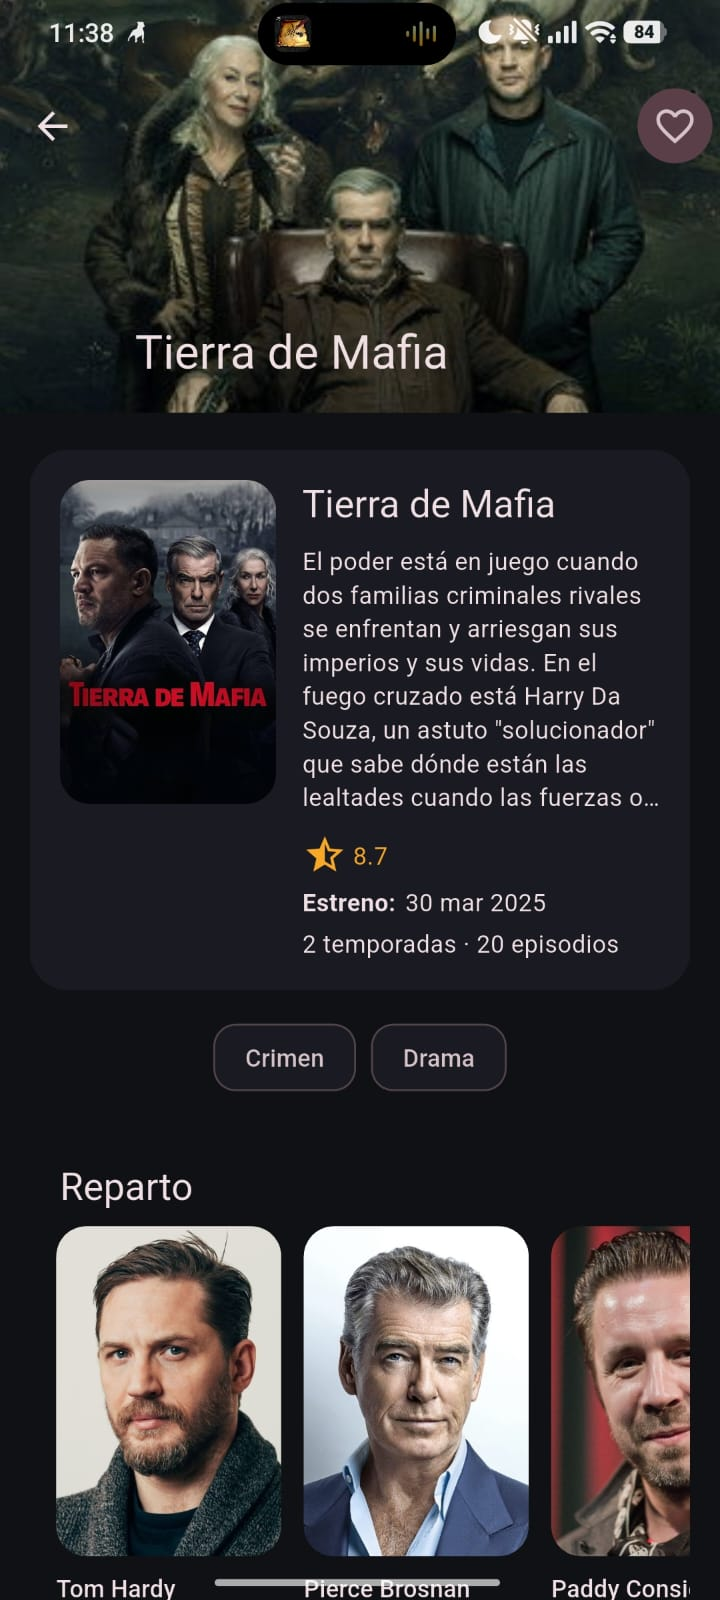 11:38
84
Tierra de Mafia
Tierra de Mafia
El poder está en juego cuando
dos familias criminales rivales
se enfrentan y arriesgan sus
imperios y sus vidas. En el
fuego cruzado está Harry Da
Souza, un astuto "solucionador"
que sabe dónde están las
lealtades cuando las fuerzas o…
TIERRA DE MAFIA
8.7
Estreno: 30 mar 2025
2 temporadas · 20 episodios
Crimen
Drama
Reparto
Tom Hardy
Pierce Brosnan
Paddy Consi